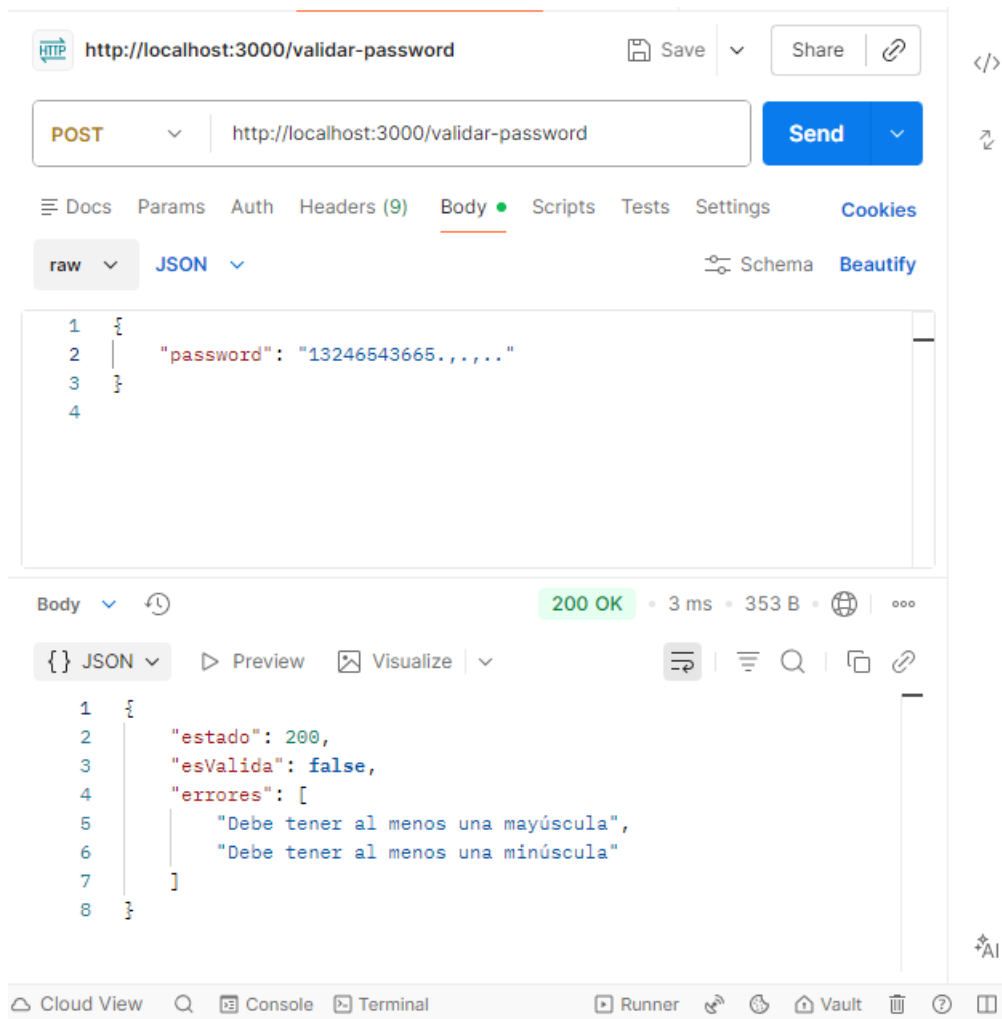 HTTP http://localhost:3000/validar-password Save Share
POST http://localhost:3000/validar-password Send
Docs Params Auth Headers (9) Body Scripts Tests Settings Cookies
raw JSON Schema Beautify
1 {
2 "password": "13246543665.,.,.."
3 }
4
Body 200 OK • 3 ms • 353 B •
{} JSON Preview Visualize
1 {
2 "estado": 200,
3 "esValida": false,
4 "errores": [
5 "Debe tener al menos una mayúscula",
6 "Debe tener al menos una minúscula"
7 ]
8 }
AI
Cloud View Console Terminal Runner Vault